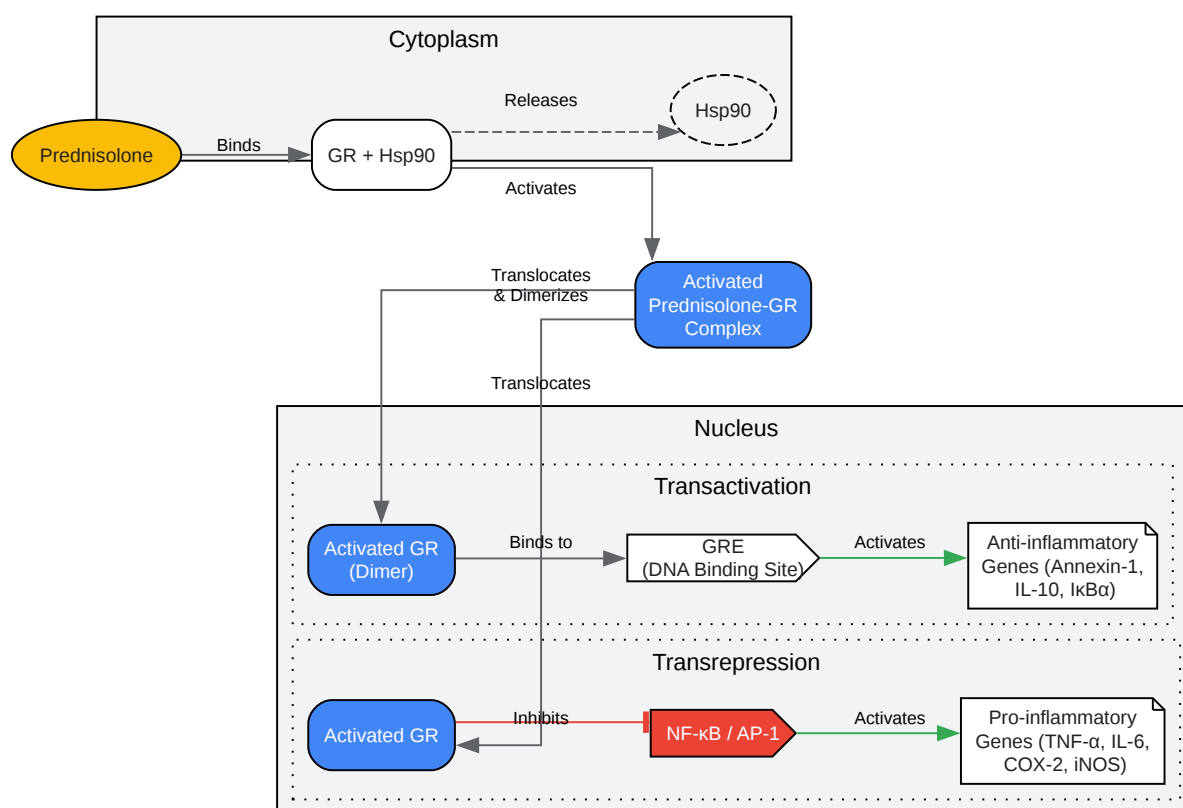 Cytoplasm
Releases
Hsp90
Prednisolone
Binds
GR + Hsp90
Activates
Translocates
& Dimerizes
Activated
Prednisolone-GR
Complex
Translocates
Nucleus
Transactivation
Activated GR
(Dimer)
Binds to
GRE
(DNA Binding Site)
Activates
Anti-inflammatory
Genes (Annexin-1,
IL-10, IκBα)
Transrepression
Activated GR
Inhibits
NF-κB / AP-1
Activates
Pro-inflammatory
Genes (TNF-α, IL-6,
COX-2, iNOS)